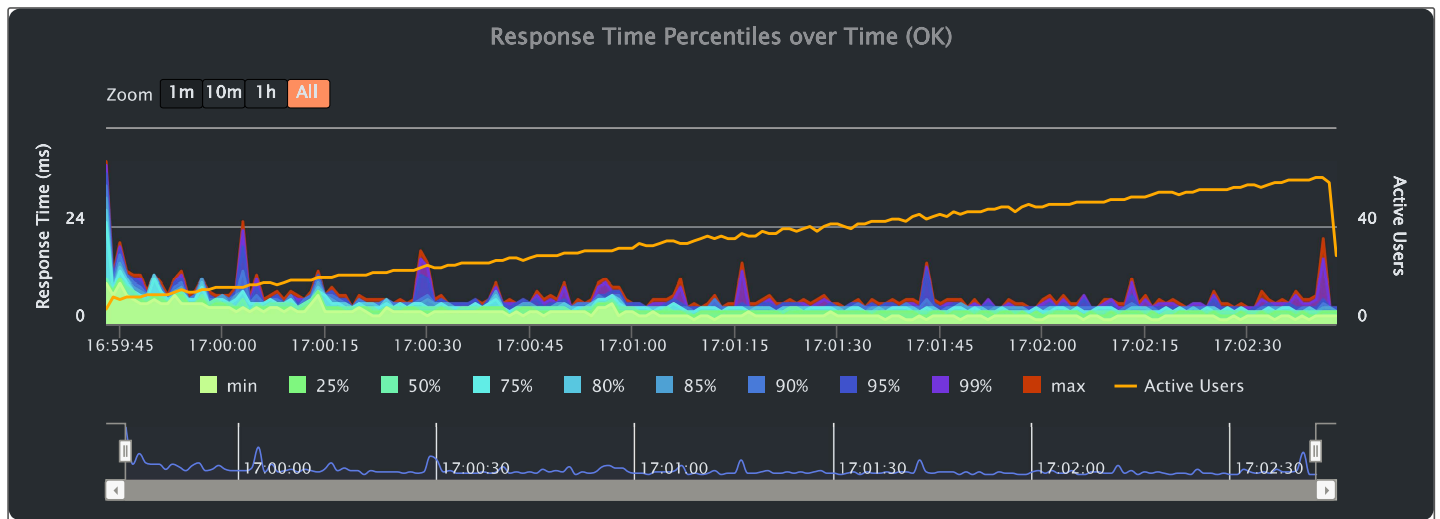 Response Time Percentiles over Time (OK)
Zoom 1m 10m 1h All
Response Time (ms)
24
0
40
0
Active Users
16:59:45 17:00:00 17:00:15 17:00:30 17:00:45 17:01:00 17:01:15 17:01:30 17:01:45 17:02:00 17:02:15 17:02:30
min 25% 50% 75% 80% 85% 90% 95% 99% max Active Users
17:00:00 17:00:30 17:01:00 17:01:30 17:02:00 17:02:30